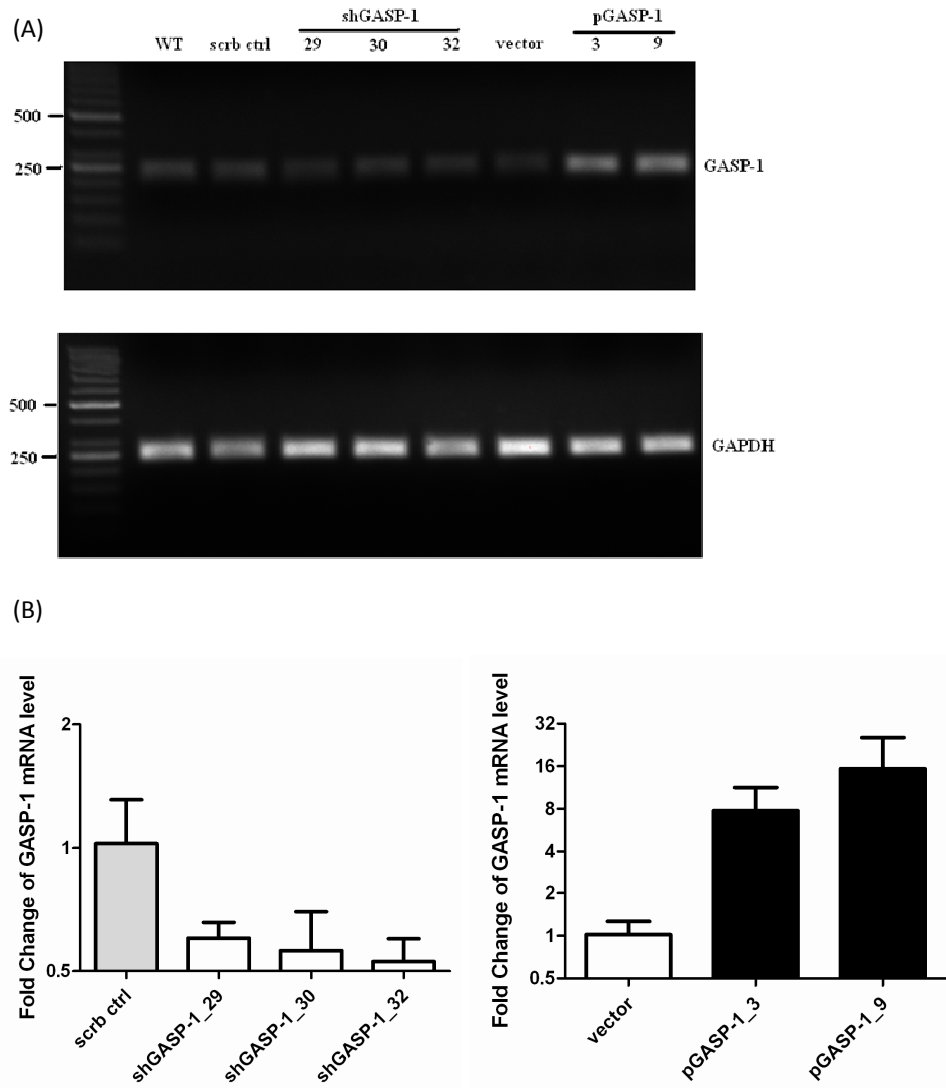 (A)
shGASP-1 pGASP-1
WT scrb ctrl 29 30 32 vector 3 9
500
250
GASP-1
500
250
GAPDH
(B)
Fold Change of GASP-1 mRNA level
2
1
0.5
scrb ctrl
shGASP-1_29
shGASP-1_30
shGASP-1_32
Fold Change of GASP-1 mRNA level
32
16
8
4
2
1
0.5
vector
pGASP-1_3
pGASP-1_9